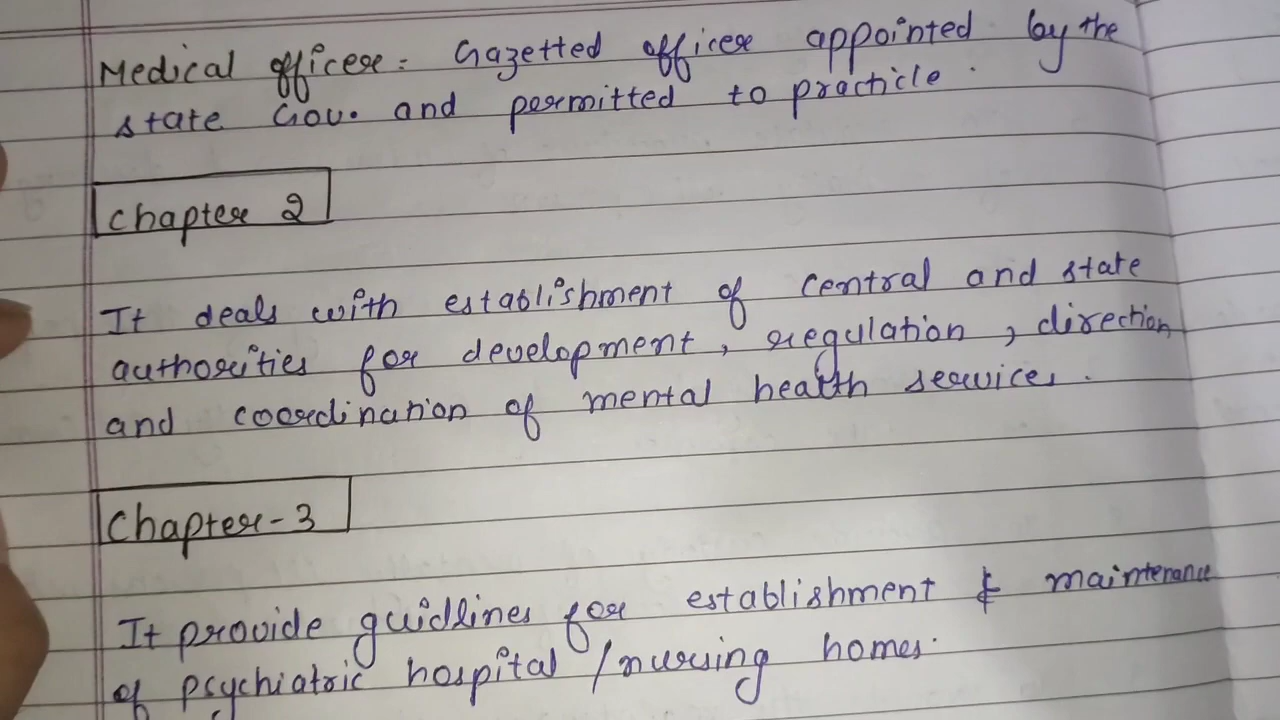 Medical officer = Gazetted officer appointed by the
state Gov. and permitted to practicle.
Chapter 2
It deals with establishment of central and state
authorities for development, regulation, direction
and coordination of mental health services.
Chapter-3
It provide guidlines for establishment & maintenance
of psychiatric hospital/nursing homes.